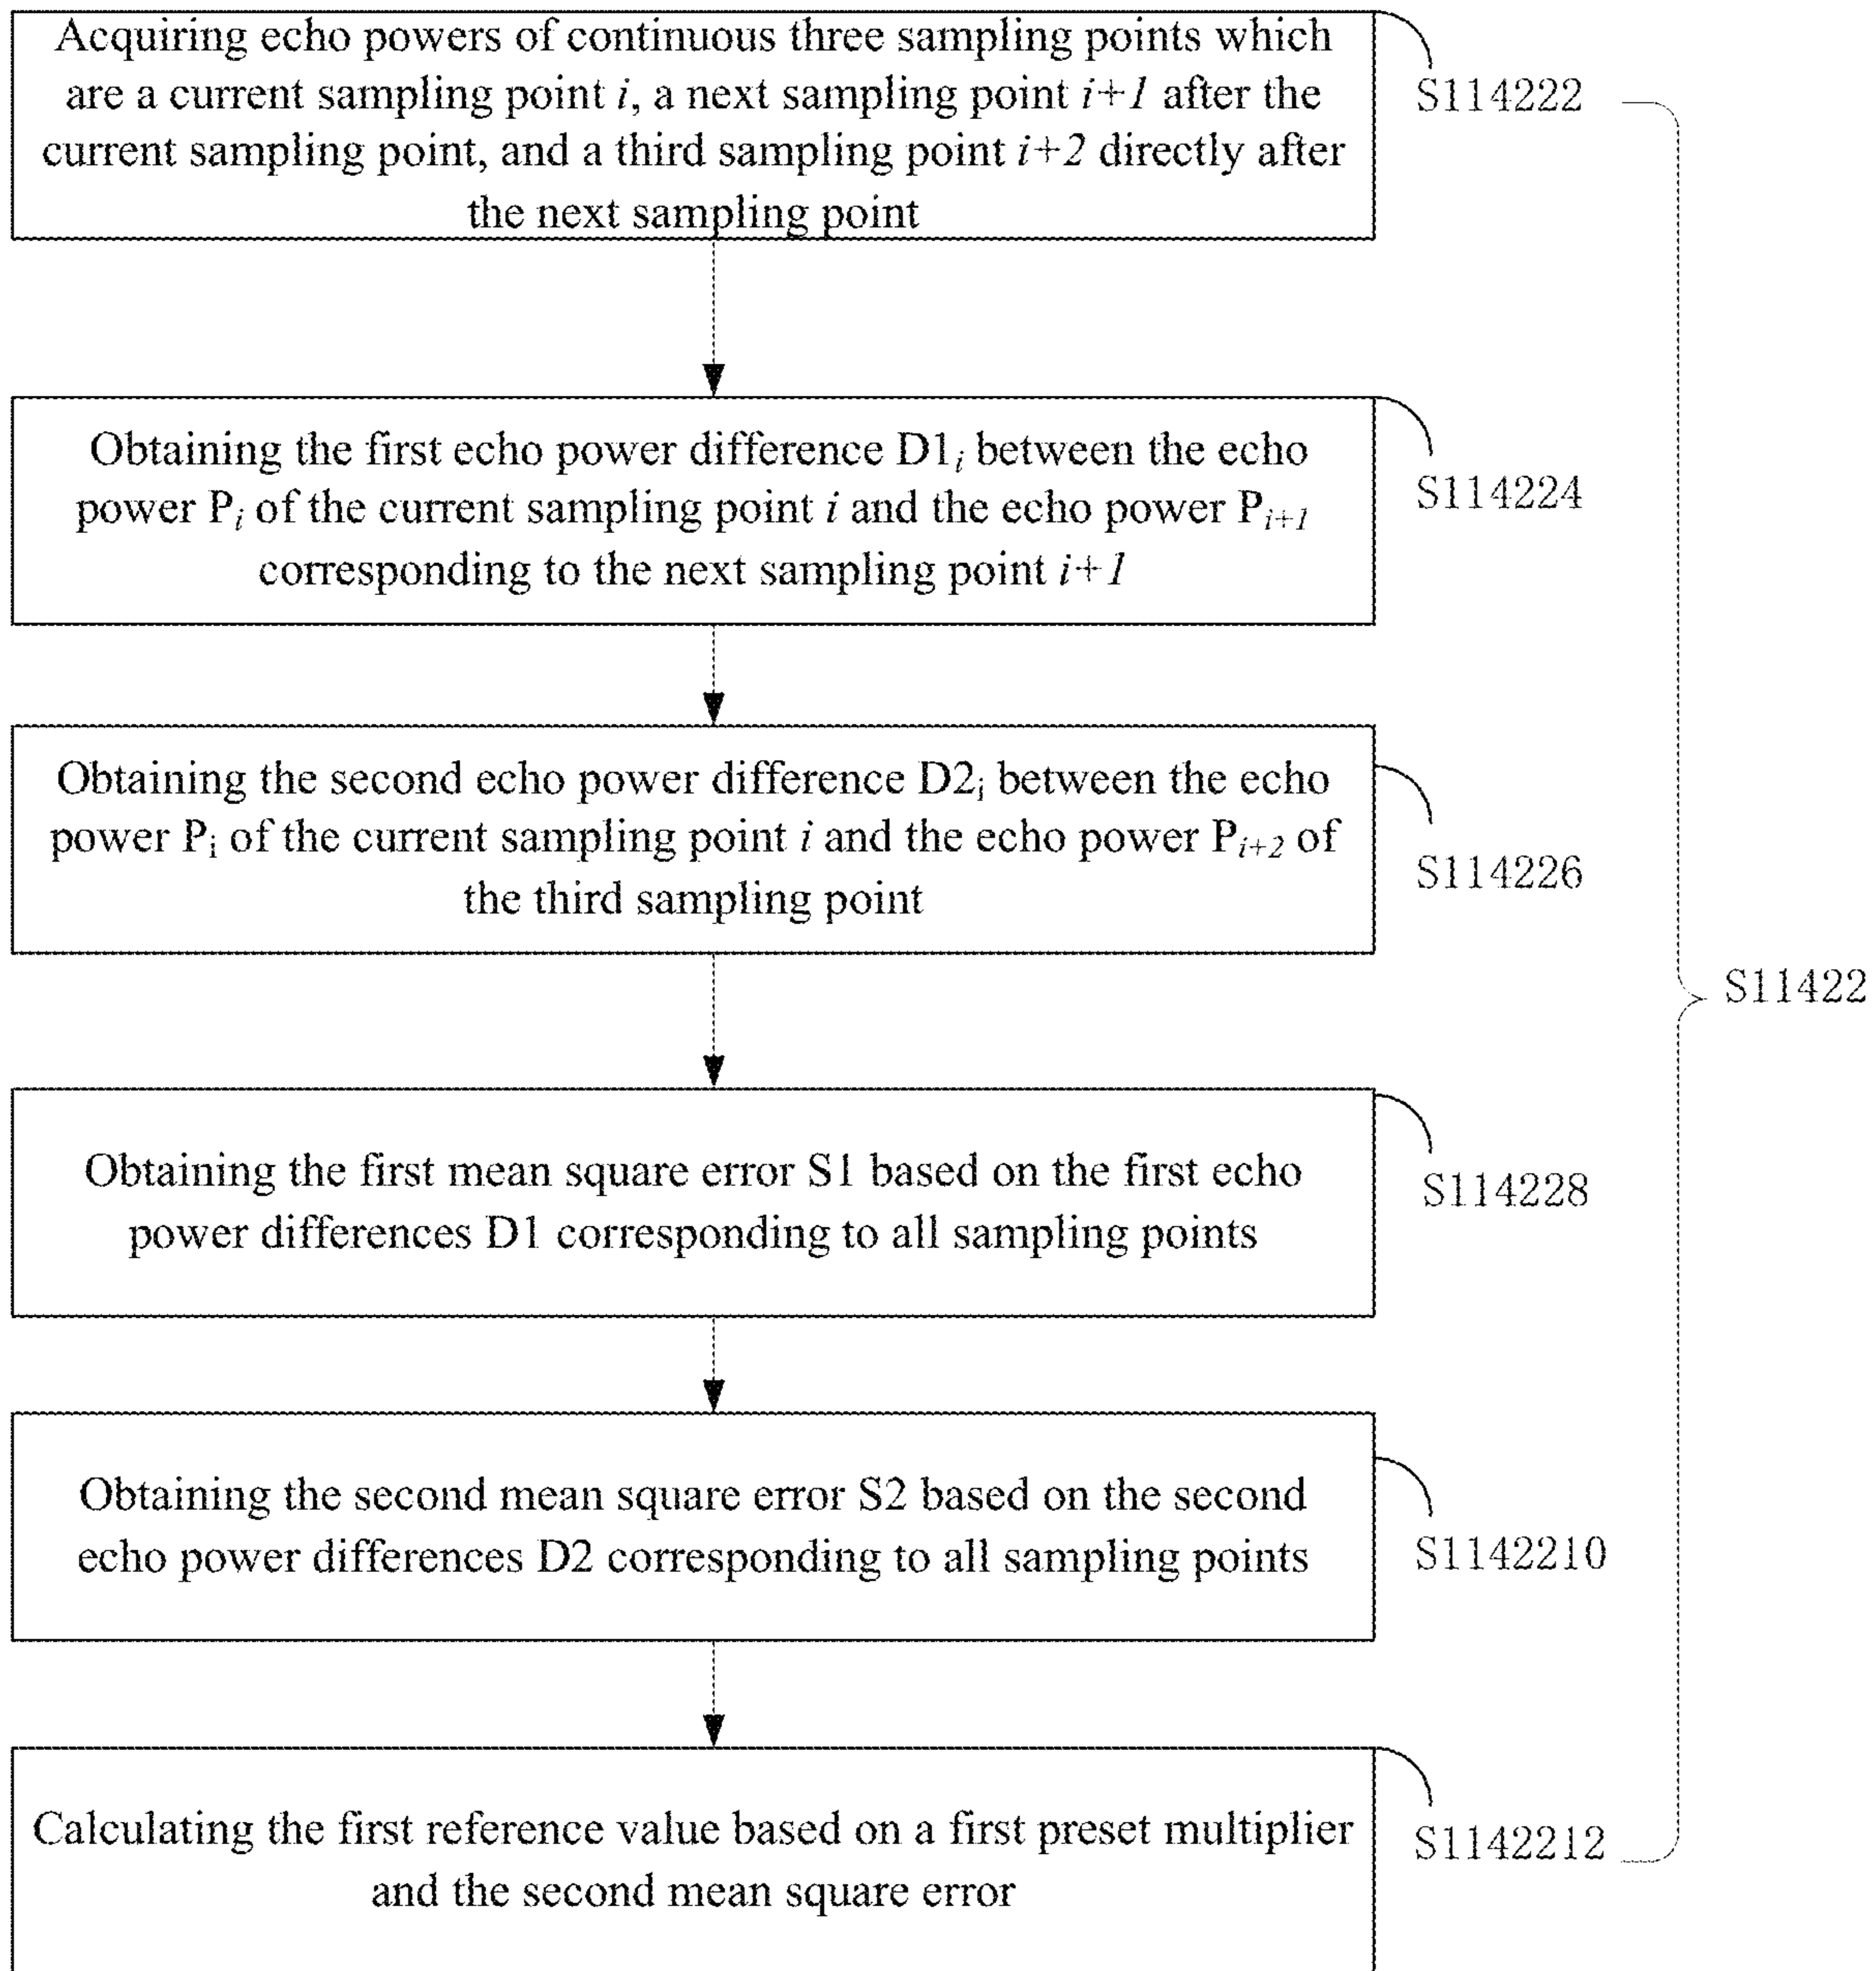 Acquiring echo powers of continuous three sampling points which
are a current sampling point i, a next sampling point i+1 after the
current sampling point, and a third sampling point i+2 directly after
the next sampling point
S114222
Obtaining the first echo power difference D1i between the echo
power Pi of the current sampling point i and the echo power Pi+1
corresponding to the next sampling point i+1
S114224
Obtaining the second echo power difference D2i between the echo
power Pi of the current sampling point i and the echo power Pi+2 of
the third sampling point
S114226
S11422
Obtaining the first mean square error S1 based on the first echo
power differences D1 corresponding to all sampling points
S114228
Obtaining the second mean square error S2 based on the second
echo power differences D2 corresponding to all sampling points
S1142210
Calculating the first reference value based on a first preset multiplier
and the second mean square error
S1142212